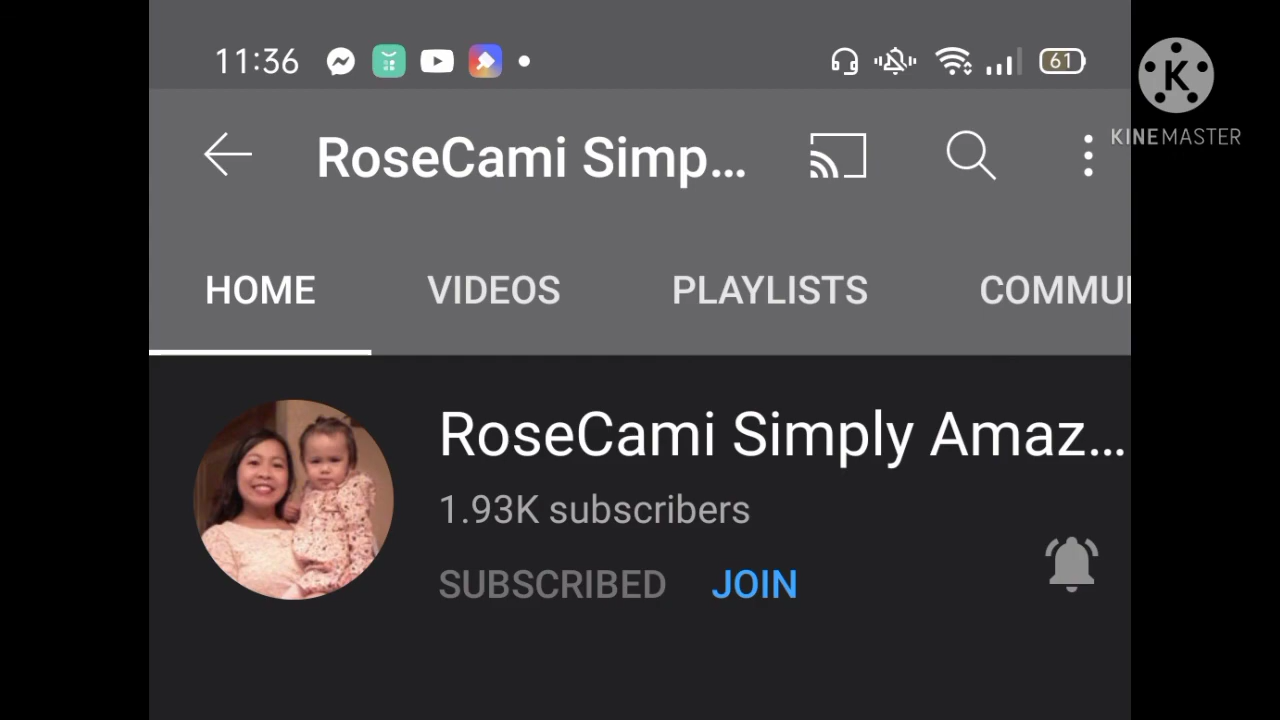 11:36
61
K
KINEMASTER
RoseCami Simp...
HOME VIDEOS PLAYLISTS COMMU
RoseCami Simply Amaz...
1.93K subscribers
SUBSCRIBED JOIN